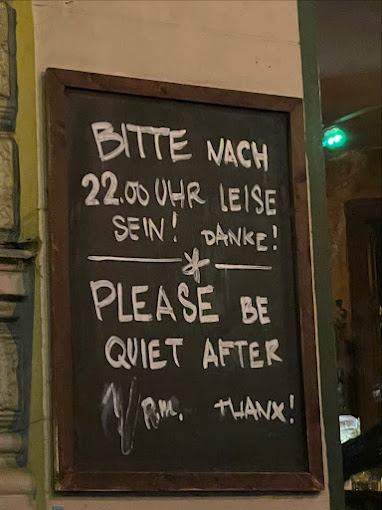 BITTE NACH
22.00 UHR LEISE
SEIN! DANKE!
PLEASE BE
QUIET AFTER
P.M. THANX!